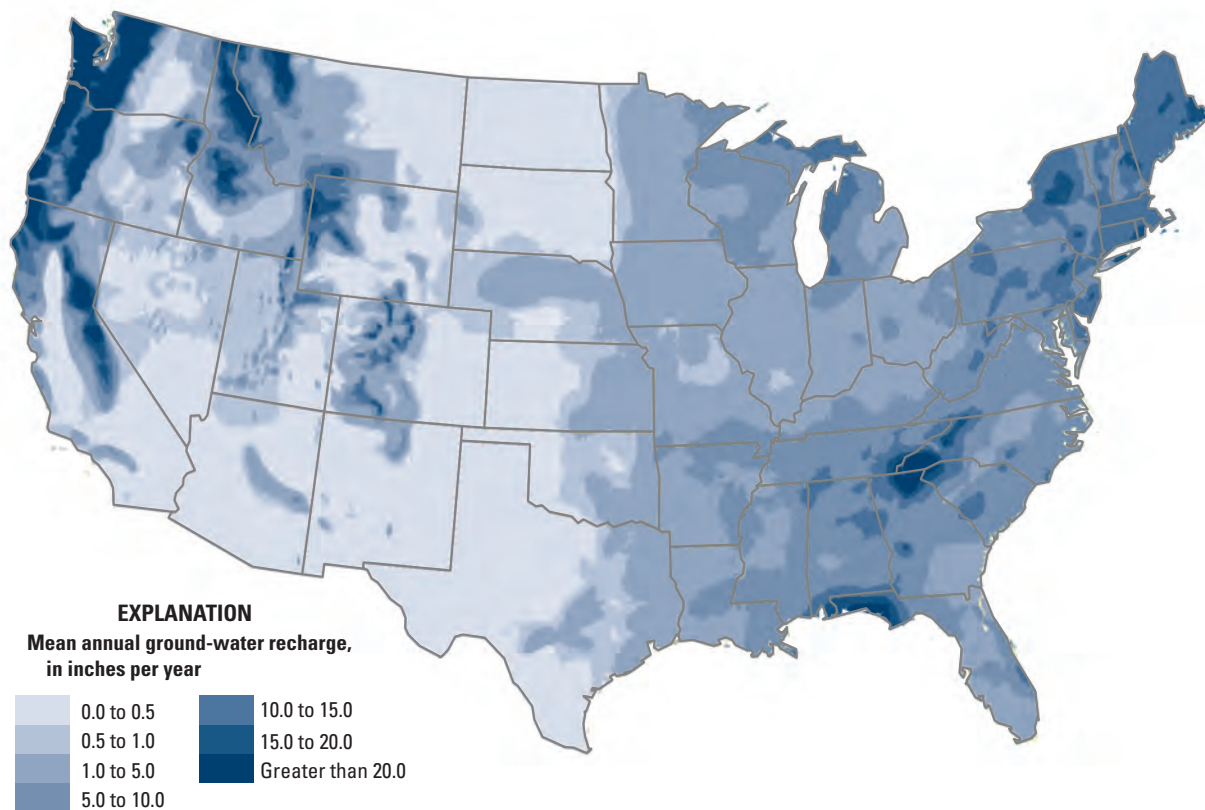 EXPLANATION
Mean annual ground-water recharge,
in inches per year
0.0 to 0.5
0.5 to 1.0
1.0 to 5.0
5.0 to 10.0
10.0 to 15.0
15.0 to 20.0
Greater than 20.0